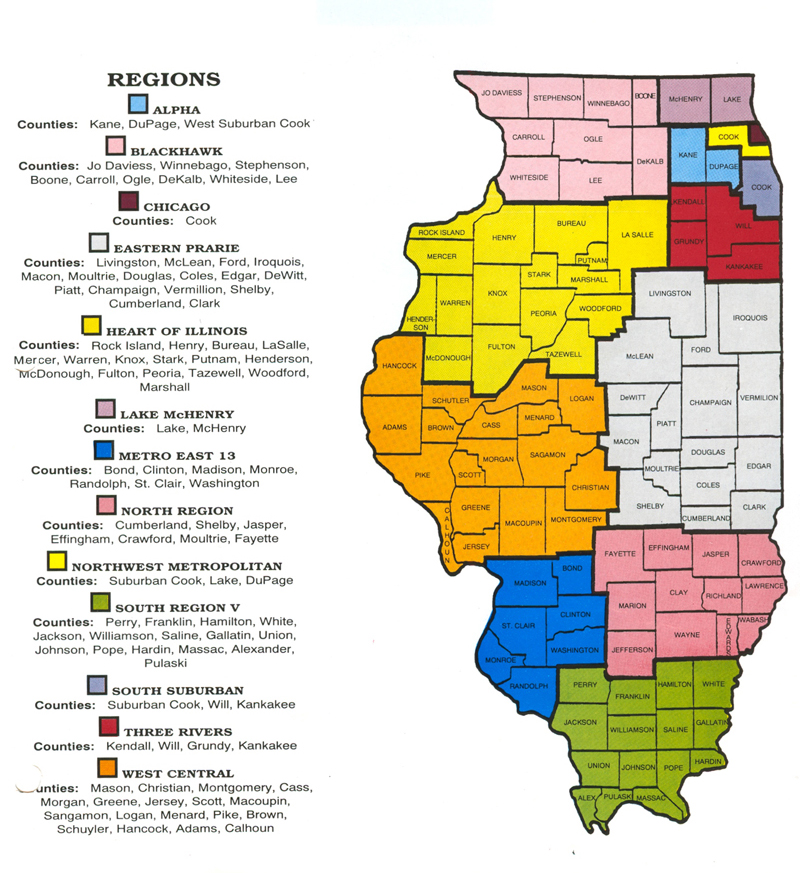 REGIONS
ALPHA
Counties: Kane, DuPage, West Suburban Cook
BLACKHAWK
Counties: Jo Daviess, Winnebago, Stephenson,
Boone, Carroll, Ogle, DeKalb, Whiteside, Lee
CHICAGO
Counties: Cook
EASTERN PRARIE
Counties: Livingston, McLean, Ford, Iroquois,
Macon, Moultrie, Douglas, Coles, Edgar, DeWitt,
Piatt, Champaign, Vermillion, Shelby,
Cumberland, Clark
HEART OF ILLINOIS
Counties: Rock Island, Henry, Bureau, LaSalle,
Mercer, Warren, Knox, Stark, Putnam, Henderson,
McDonough, Fulton, Peoria, Tazewell, Woodford,
Marshall
LAKE McHENRY
Counties: Lake, McHenry
METRO EAST 13
Counties: Bond, Clinton, Madison, Monroe,
Randolph, St. Clair, Washington
NORTH REGION
Counties: Cumberland, Shelby, Jasper,
Effingham, Crawford, Moultrie, Fayette
NORTHWEST METROPOLITAN
Counties: Suburban Cook, Lake, DuPage
SOUTH REGION V
Counties: Perry, Franklin, Hamilton, White,
Jackson, Williamson, Saline, Gallatin, Union,
Johnson, Pope, Hardin, Massac, Alexander,
Pulaski
SOUTH SUBURBAN
Counties: Suburban Cook, Will, Kankakee
THREE RIVERS
Counties: Kendall, Will, Grundy, Kankakee
WEST CENTRAL
unties: Mason, Christian, Montgomery, Cass,
Morgan, Greene, Jersey, Scott, Macoupin,
Sangamon, Logan, Menard, Pike, Brown,
Schuyler, Hancock, Adams, Calhoun
JO DAVIESS
STEPHENSON
WINNEBAGO
BOONE
McHENRY
LAKE
CARROLL
OGLE
DeKALB
KANE
COOK
DUPAGE
COOK
WHITESIDE
LEE
KENDALL
WILL
GRUNDY
KANKAKEE
ROCK ISLAND
HENRY
BUREAU
LA SALLE
MERCER
PUTNAM
STARK
MARSHALL
KNOX
WARREN
HENDER-
SON
PEORIA
WOODFORD
McDONOUGH
FULTON
TAZEWELL
LIVINGSTON
IROQUOIS
FORD
McLEAN
HANCOCK
MASON
LOGAN
SCHUTLER
DeWITT
CHAMPAIGN
VERMILION
ADAMS
BROWN
CASS
MENARD
PIATT
MACON
PIKE
SCOTT
MORGAN
SAMGAMON
CHRISTIAN
MOULTRIE
DOUGLAS
EDGAR
COLES
SHELBY
CUMBERLAND
CLARK
CALHOUN
GREENE
JERSEY
MACOUPIN
MONTGOMERY
FAYETTE
EFFINGHAM
JASPER
CRAWFORD
MADISON
BOND
MARION
CLAY
RICHLAND
LAWRENCE
ST. CLAIR
CLINTON
WASHINGTON
JEFFERSON
WAYNE
EDWARDS
WABASH
MONROE
RANDOLPH
PERRY
FRANKLIN
HAMILTON
WHITE
JACKSON
WILLIAMSON
SALINE
GALLATIN
UNION
JOHNSON
POPE
HARDIN
ALEX
PULASK
MASSAC